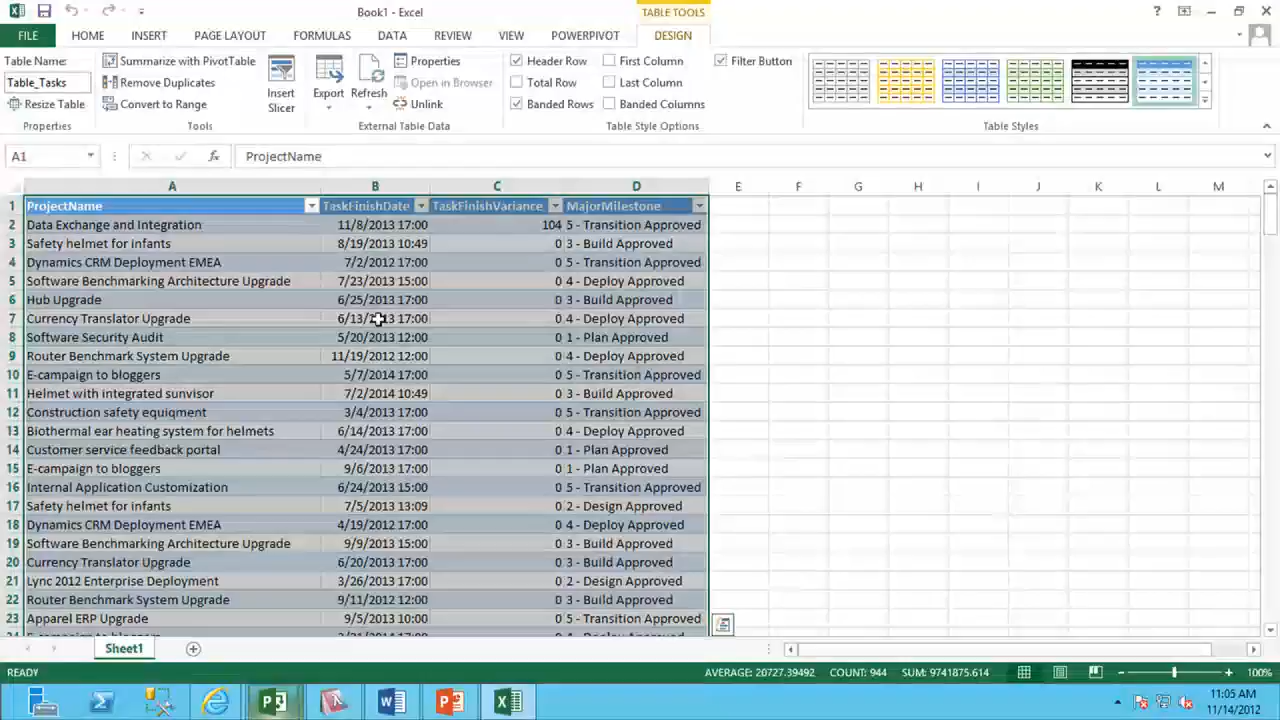 Book1 - Excel
TABLE TOOLS
?
FILE
HOME
INSERT
PAGE LAYOUT
FORMULAS
DATA
REVIEW
VIEW
POWERPIVOT
DESIGN
Table Name:
Table_Tasks
Resize Table
Properties
Summarize with PivotTable
Remove Duplicates
Convert to Range
Tools
Insert
Slicer
Export
Refresh
Properties
Open in Browser
Unlink
External Table Data
Header Row
Total Row
Banded Rows
First Column
Last Column
Banded Columns
Filter Button
Table Style Options
Table Styles
A1
fx
ProjectName
A B C D E F G H I J K L M
1 ProjectName TaskFinishDate TaskFinishVariance MajorMilestone
2 Data Exchange and Integration 11/8/2013 17:00 104 5 - Transition Approved
3 Safety helmet for infants 8/19/2013 10:49 0 3 - Build Approved
4 Dynamics CRM Deployment EMEA 7/2/2012 17:00 0 5 - Transition Approved
5 Software Benchmarking Architecture Upgrade 7/23/2013 15:00 0 4 - Deploy Approved
6 Hub Upgrade 6/25/2013 17:00 0 3 - Build Approved
7 Currency Translator Upgrade 6/13/2013 17:00 0 4 - Deploy Approved
8 Software Security Audit 5/20/2013 12:00 0 1 - Plan Approved
9 Router Benchmark System Upgrade 11/19/2012 12:00 0 4 - Deploy Approved
10 E-campaign to bloggers 5/7/2014 17:00 0 5 - Transition Approved
11 Helmet with integrated sunvisor 7/2/2014 10:49 0 3 - Build Approved
12 Construction safety equiqment 3/4/2013 17:00 0 5 - Transition Approved
13 Biothermal ear heating system for helmets 6/14/2013 17:00 0 4 - Deploy Approved
14 Customer service feedback portal 4/24/2013 17:00 0 1 - Plan Approved
15 E-campaign to bloggers 9/6/2013 17:00 0 1 - Plan Approved
16 Internal Application Customization 6/24/2013 15:00 0 5 - Transition Approved
17 Safety helmet for infants 7/5/2013 13:09 0 2 - Design Approved
18 Dynamics CRM Deployment EMEA 4/19/2012 17:00 0 4 - Deploy Approved
19 Software Benchmarking Architecture Upgrade 9/9/2013 15:00 0 3 - Build Approved
20 Currency Translator Upgrade 6/20/2013 17:00 0 3 - Build Approved
21 Lync 2012 Enterprise Deployment 3/26/2013 17:00 0 2 - Design Approved
22 Router Benchmark System Upgrade 9/11/2012 12:00 0 3 - Build Approved
23 Apparel ERP Upgrade 9/5/2013 10:00 0 5 - Transition Approved
Sheet1
READY
AVERAGE: 20727.39492 COUNT: 944 SUM: 9741875.614
100%
11:05 AM
11/14/2012